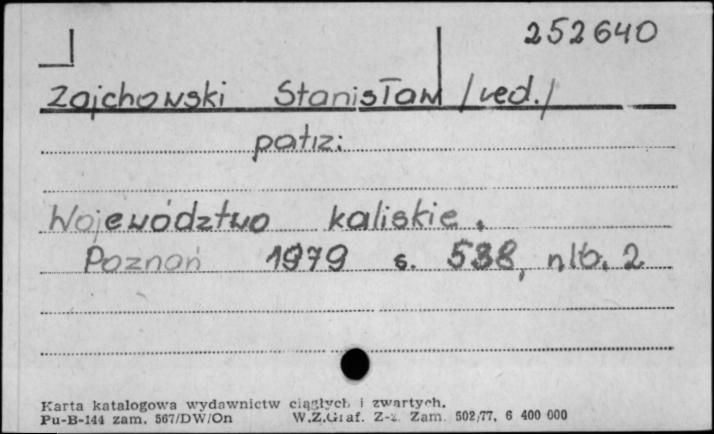 252640
Zajchowski Stanisław /red./
patrz:
Województwo kaliskie.
Poznań 1979 s. 538, nlb. 2
Karta katalogowa wydawnictw ciągłych i zwartych.
Pu-B-144 zam. 567/DW/On W.Z.Graf. Z-z. Zam. 502/77. 6 400 000